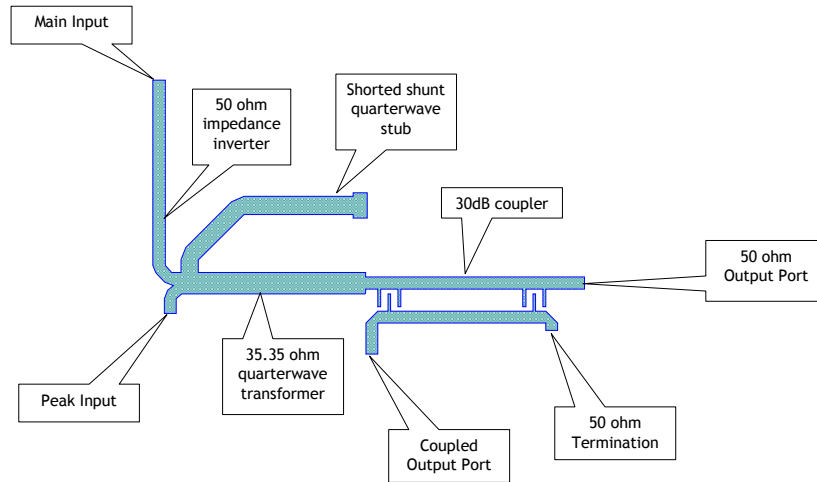 Main Input
50 ohm
impedance
inverter
Shorted shunt
quarterwave
stub
30dB coupler
50 ohm
Output Port
35.35 ohm
quarterwave
transformer
Peak Input
Coupled
Output Port
50 ohm
Termination